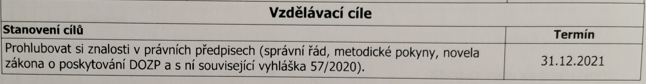 Vzdělávací cíle
Stanovení cílů
Termín
Prohlubovat si znalosti v právních předpisech (správní řád, metodické pokyny, novela
zákona o poskytování DOZP a s ní související vyhláška 57/2020).
31.12.2021